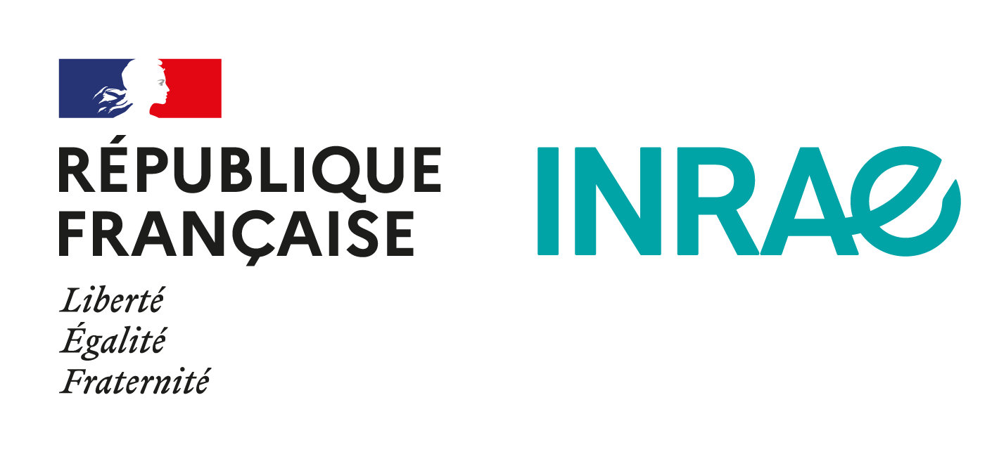 RÉPUBLIQUE
FRANÇAISE
Liberté
Égalité
Fraternité
INRAe